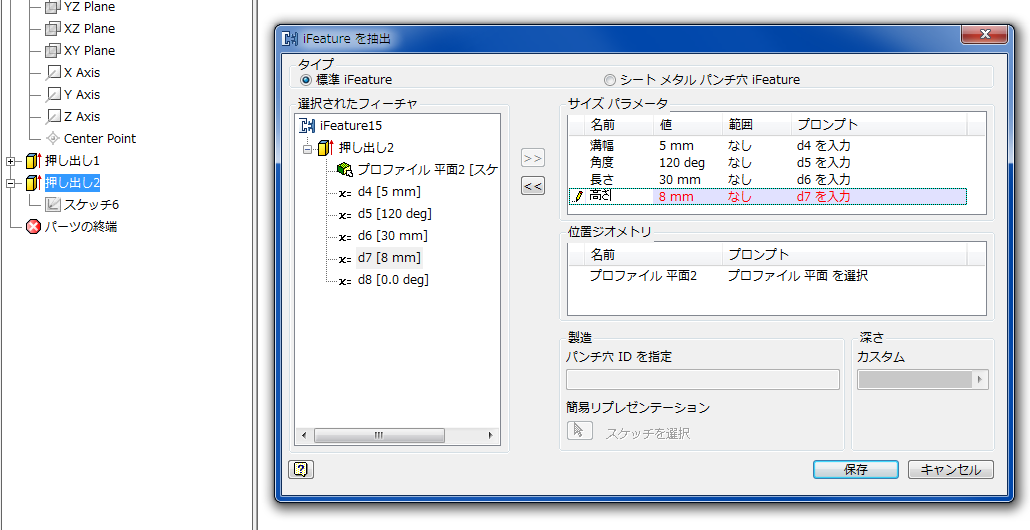 YZ Plane
XZ Plane
XY Plane
X Axis
Y Axis
Z Axis
Center Point
押し出し1
押し出し2
スケッチ6
パーツの終端
iFeature を抽出
タイプ
標準 iFeature
シート メタル パンチ穴 iFeature
選択されたフィーチャ
iFeature15
押し出し2
プロファイル 平面2 [スケ
x= d4 [5 mm]
x= d5 [120 deg]
x= d6 [30 mm]
x= d7 [8 mm]
x= d8 [0.0 deg]
>>
<<
サイズ パラメータ
名前 値 範囲 プロンプト
溝幅 5 mm なし d4 を入力
角度 120 deg なし d5 を入力
長さ 30 mm なし d6 を入力
高さ 8 mm なし d7 を入力
位置ジオメトリ
名前 プロンプト
プロファイル 平面2 プロファイル 平面 を選択
製造
パンチ穴 ID を指定
簡易リプレゼンテーション
スケッチを選択
深さ
カスタム
保存
キャンセル